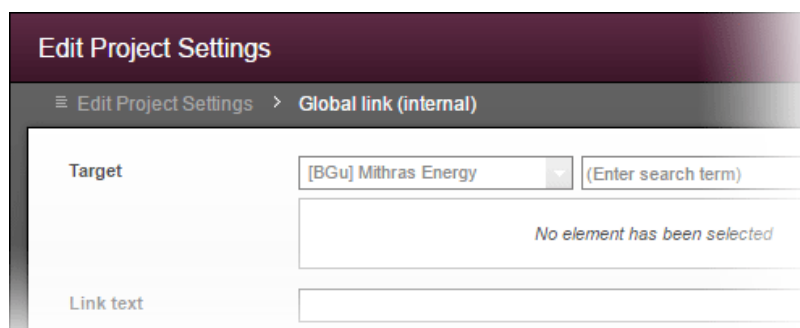 Edit Project Settings
Edit Project Settings > Global link (internal)
Target [BGu] Mithras Energy (Enter search term)
No element has been selected
Link text